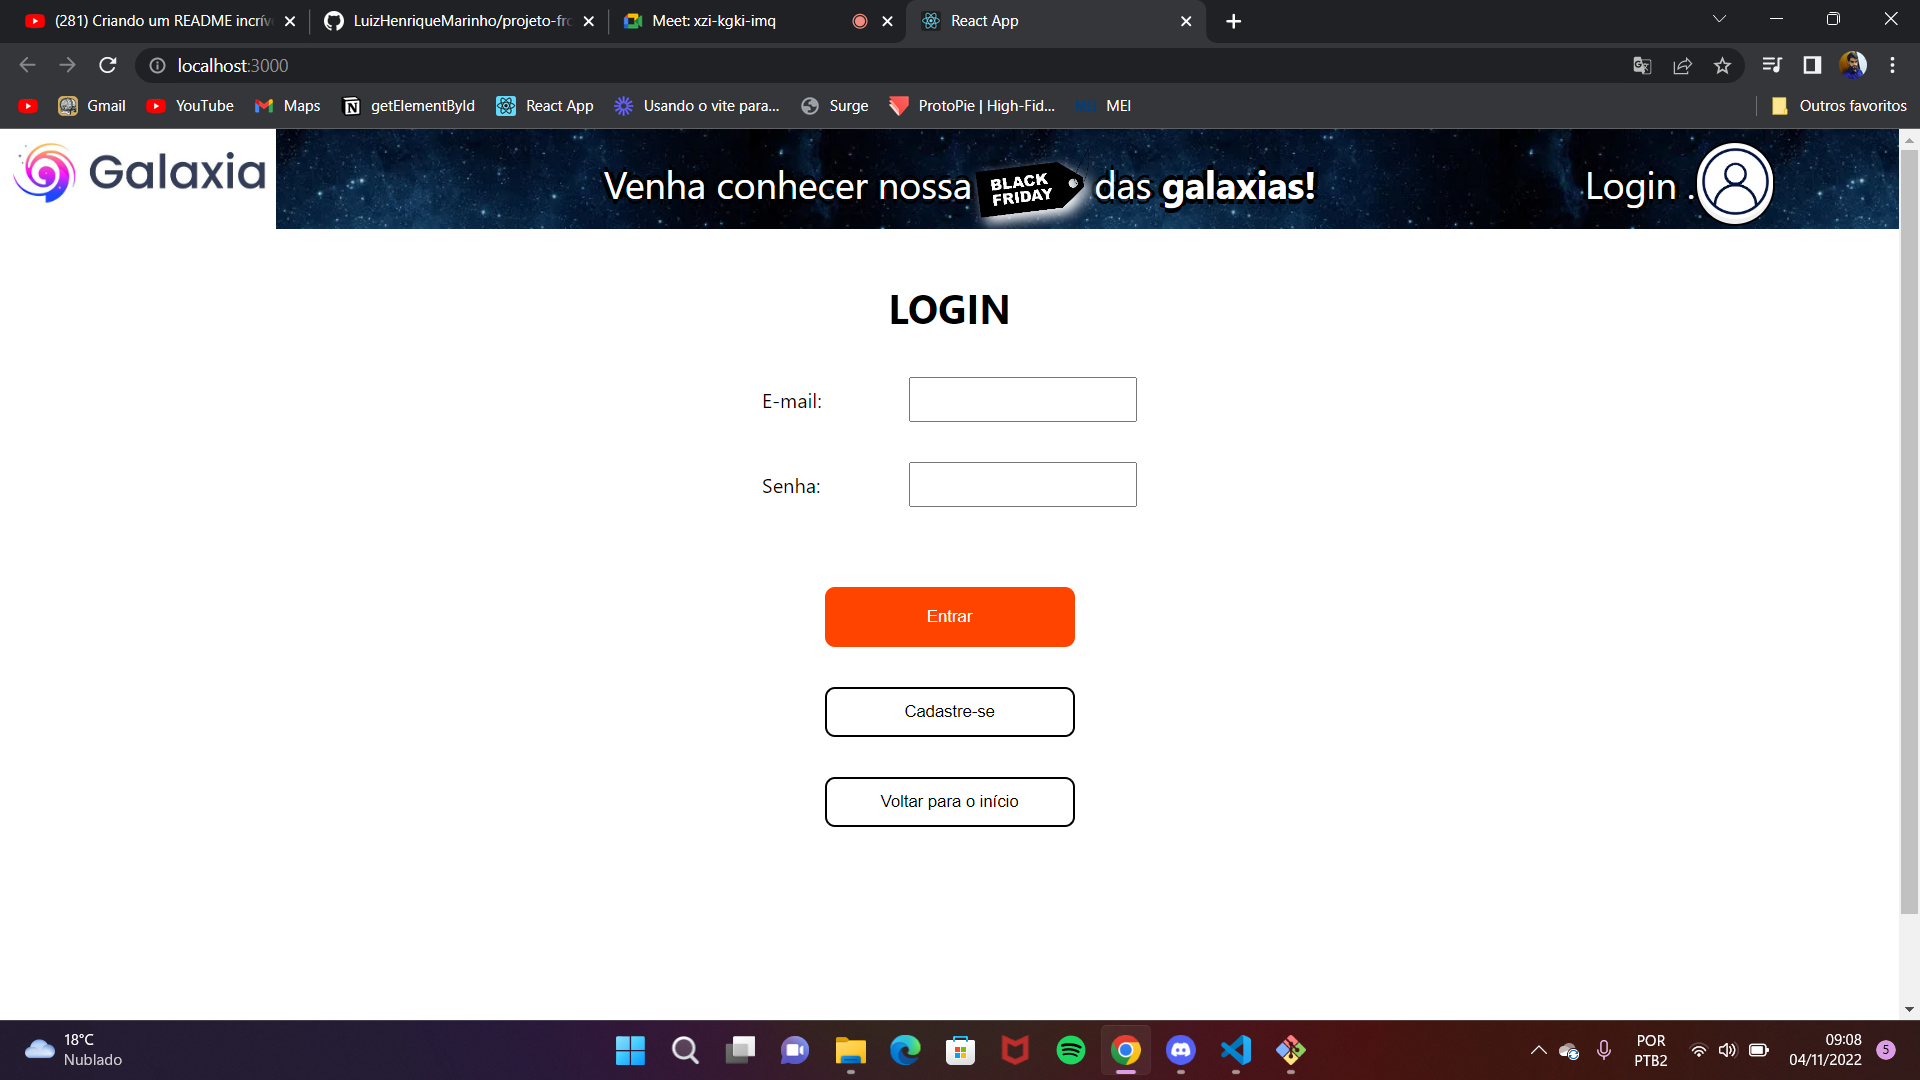 (281) Criando um README incrív
LuizHenriqueMarinho/projeto-fro
Meet: xzi-kgki-imq
React App
localhost:3000
Gmail
YouTube
Maps
getElementById
React App
Usando o vite para...
Surge
ProtoPie | High-Fid...
MEI
Outros favoritos
Galaxia
Venha conhecer nossa BLACK FRIDAY das galaxias!
Login .
LOGIN
E-mail:
Senha:
Entrar
Cadastre-se
Voltar para o início
18°C
Nublado
POR
PTB2
09:08
04/11/2022
5